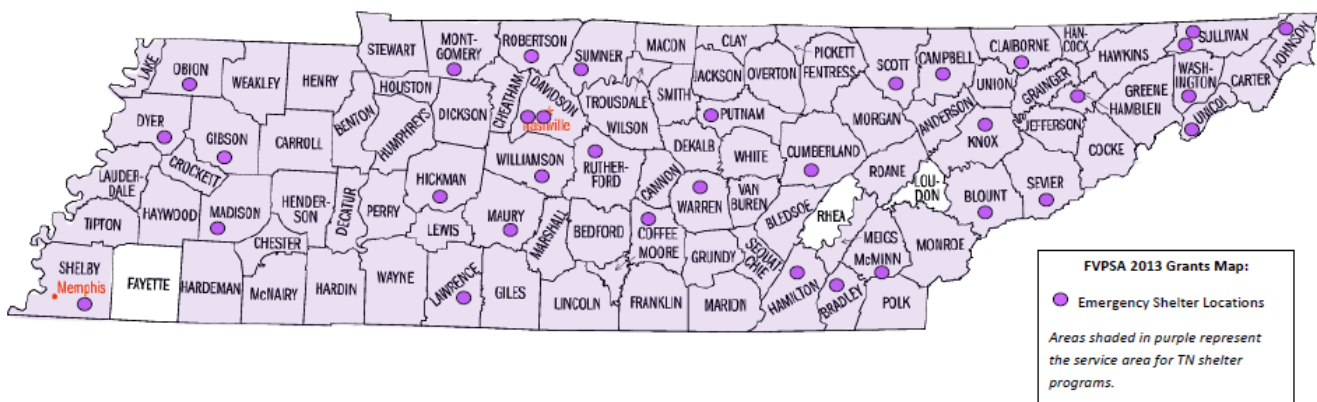 LAKE
OBION
WEAKLEY
HENRY
STEWART
MONT-
GOMERY
ROBERTSON
SUMNER
MACON
CLAY
PICKETT
FENTRESS
SCOTT
CAMPBELL
CLAIBORNE
HAN-
COCK
HAWKINS
SULLIVAN
JOHNSON
HOUSTON
CHEATHAM
DAVIDSON
Nashville
TROUSDALE
SMITH
JACKSON
OVERTON
UNION
GRAINGER
GREENE
HAMBLEN
WASH-
INGTON
CARTER
UNICOI
DYER
GIBSON
CARROLL
BENTON
HUMPHREYS
DICKSON
WILSON
PUTNAM
MORGAN
ANDERSON
KNOX
JEFFERSON
COCKE
CROCKETT
LAUDER-
DALE
WILLIAMSON
RUTHER-
FORD
CANNON
DEKALB
WHITE
CUMBERLAND
ROANE
LOU-
DON
BLOUNT
SEVIER
TIPTON
HAYWOOD
MADISON
HENDER-
SON
DECATUR
PERRY
HICKMAN
LEWIS
MAURY
MARSHALL
BEDFORD
COFFEE
MOORE
WARREN
VAN
BUREN
BLEDSOE
RHEA
MEIGS
McMINN
MONROE
CHESTER
GRUNDY
SEQUAT-
CHIE
SHELBY
Memphis
FAYETTE
HARDEMAN
McNAIRY
HARDIN
WAYNE
LAWRENCE
GILES
LINCOLN
FRANKLIN
MARION
HAMILTON
BRADLEY
POLK
FVPSA 2013 Grants Map:
Emergency Shelter Locations
Areas shaded in purple represent
the service area for TN shelter
programs.